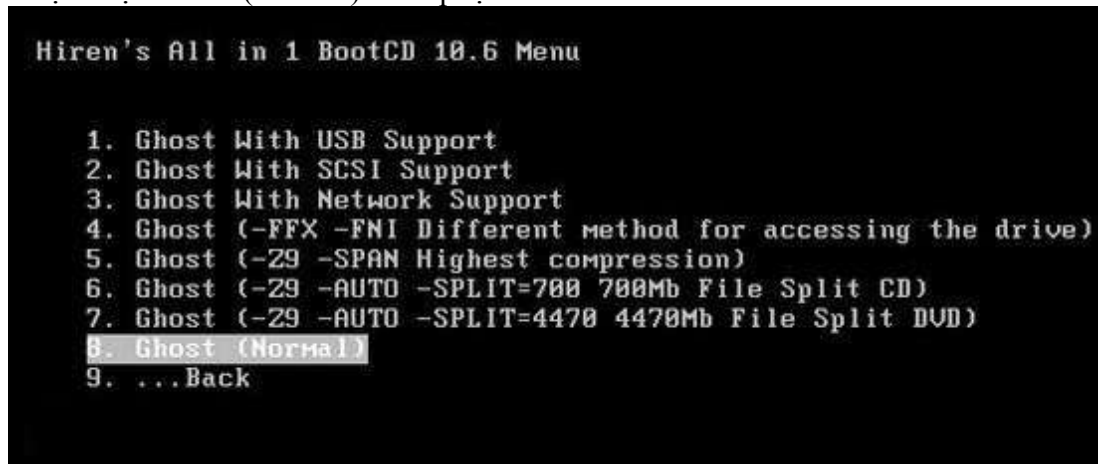 Hiren's All in 1 BootCD 10.6 Menu
1. Ghost With USB Support
2. Ghost With SCSI Support
3. Ghost With Network Support
4. Ghost (-FFX -FNI Different method for accessing the drive)
5. Ghost (-Z9 -SPAN Highest compression)
6. Ghost (-Z9 -AUTO -SPLIT=700 700Mb File Split CD)
7. Ghost (-Z9 -AUTO -SPLIT=4470 4470Mb File Split DVD)
8. Ghost (Normal)
9. ...Back